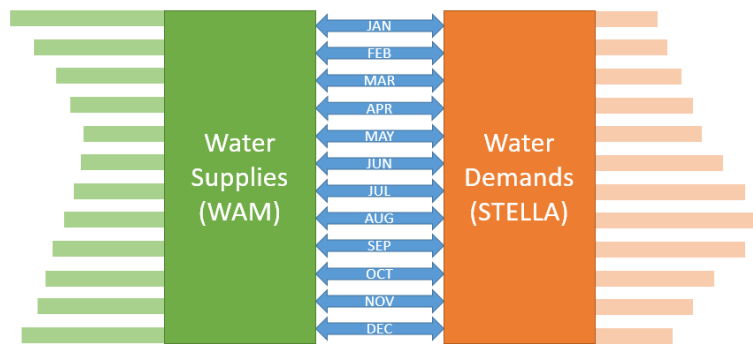 JAN
FEB
MAR
APR
MAY
JUN
JUL
AUG
SEP
OCT
NOV
DEC
Water
Supplies
(WAM)
Water
Demands
(STELLA)